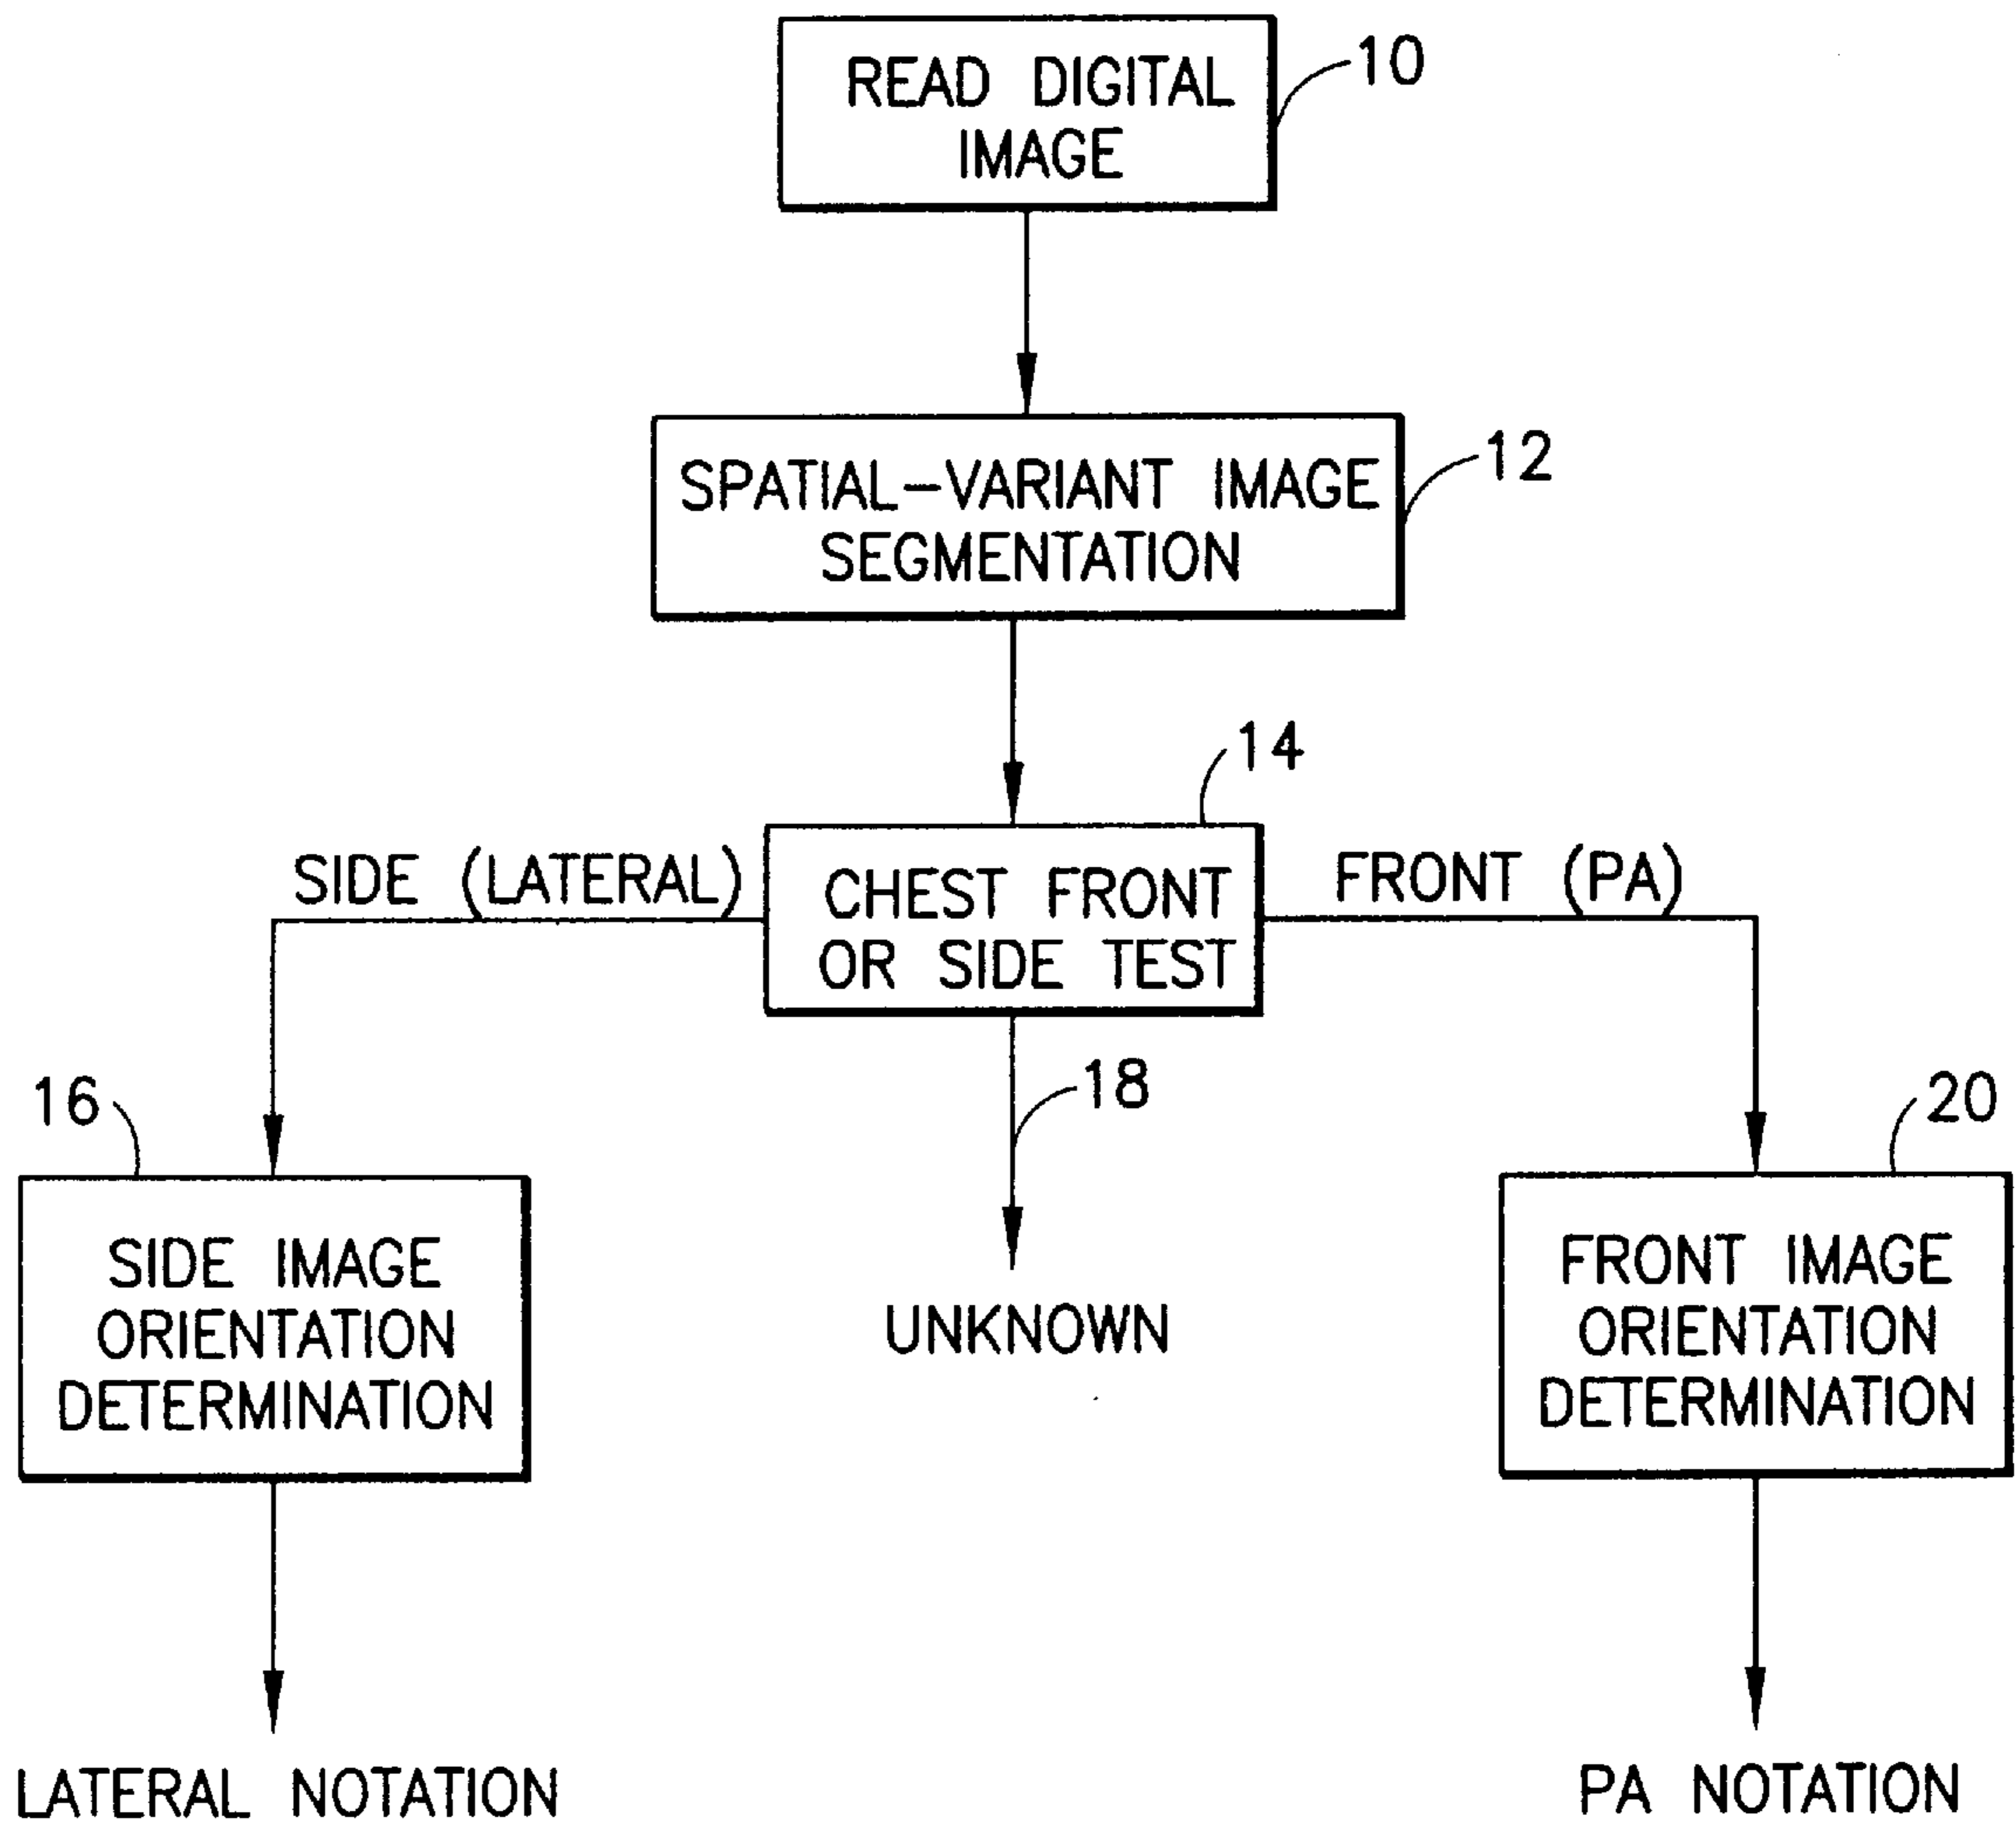 READ DIGITAL
IMAGE
10
SPATIAL-VARIANT IMAGE
SEGMENTATION
12
14
SIDE (LATERAL)
CHEST FRONT
OR SIDE TEST
FRONT (PA)
16
18
20
SIDE IMAGE
ORIENTATION
DETERMINATION
UNKNOWN
FRONT IMAGE
ORIENTATION
DETERMINATION
LATERAL NOTATION
PA NOTATION